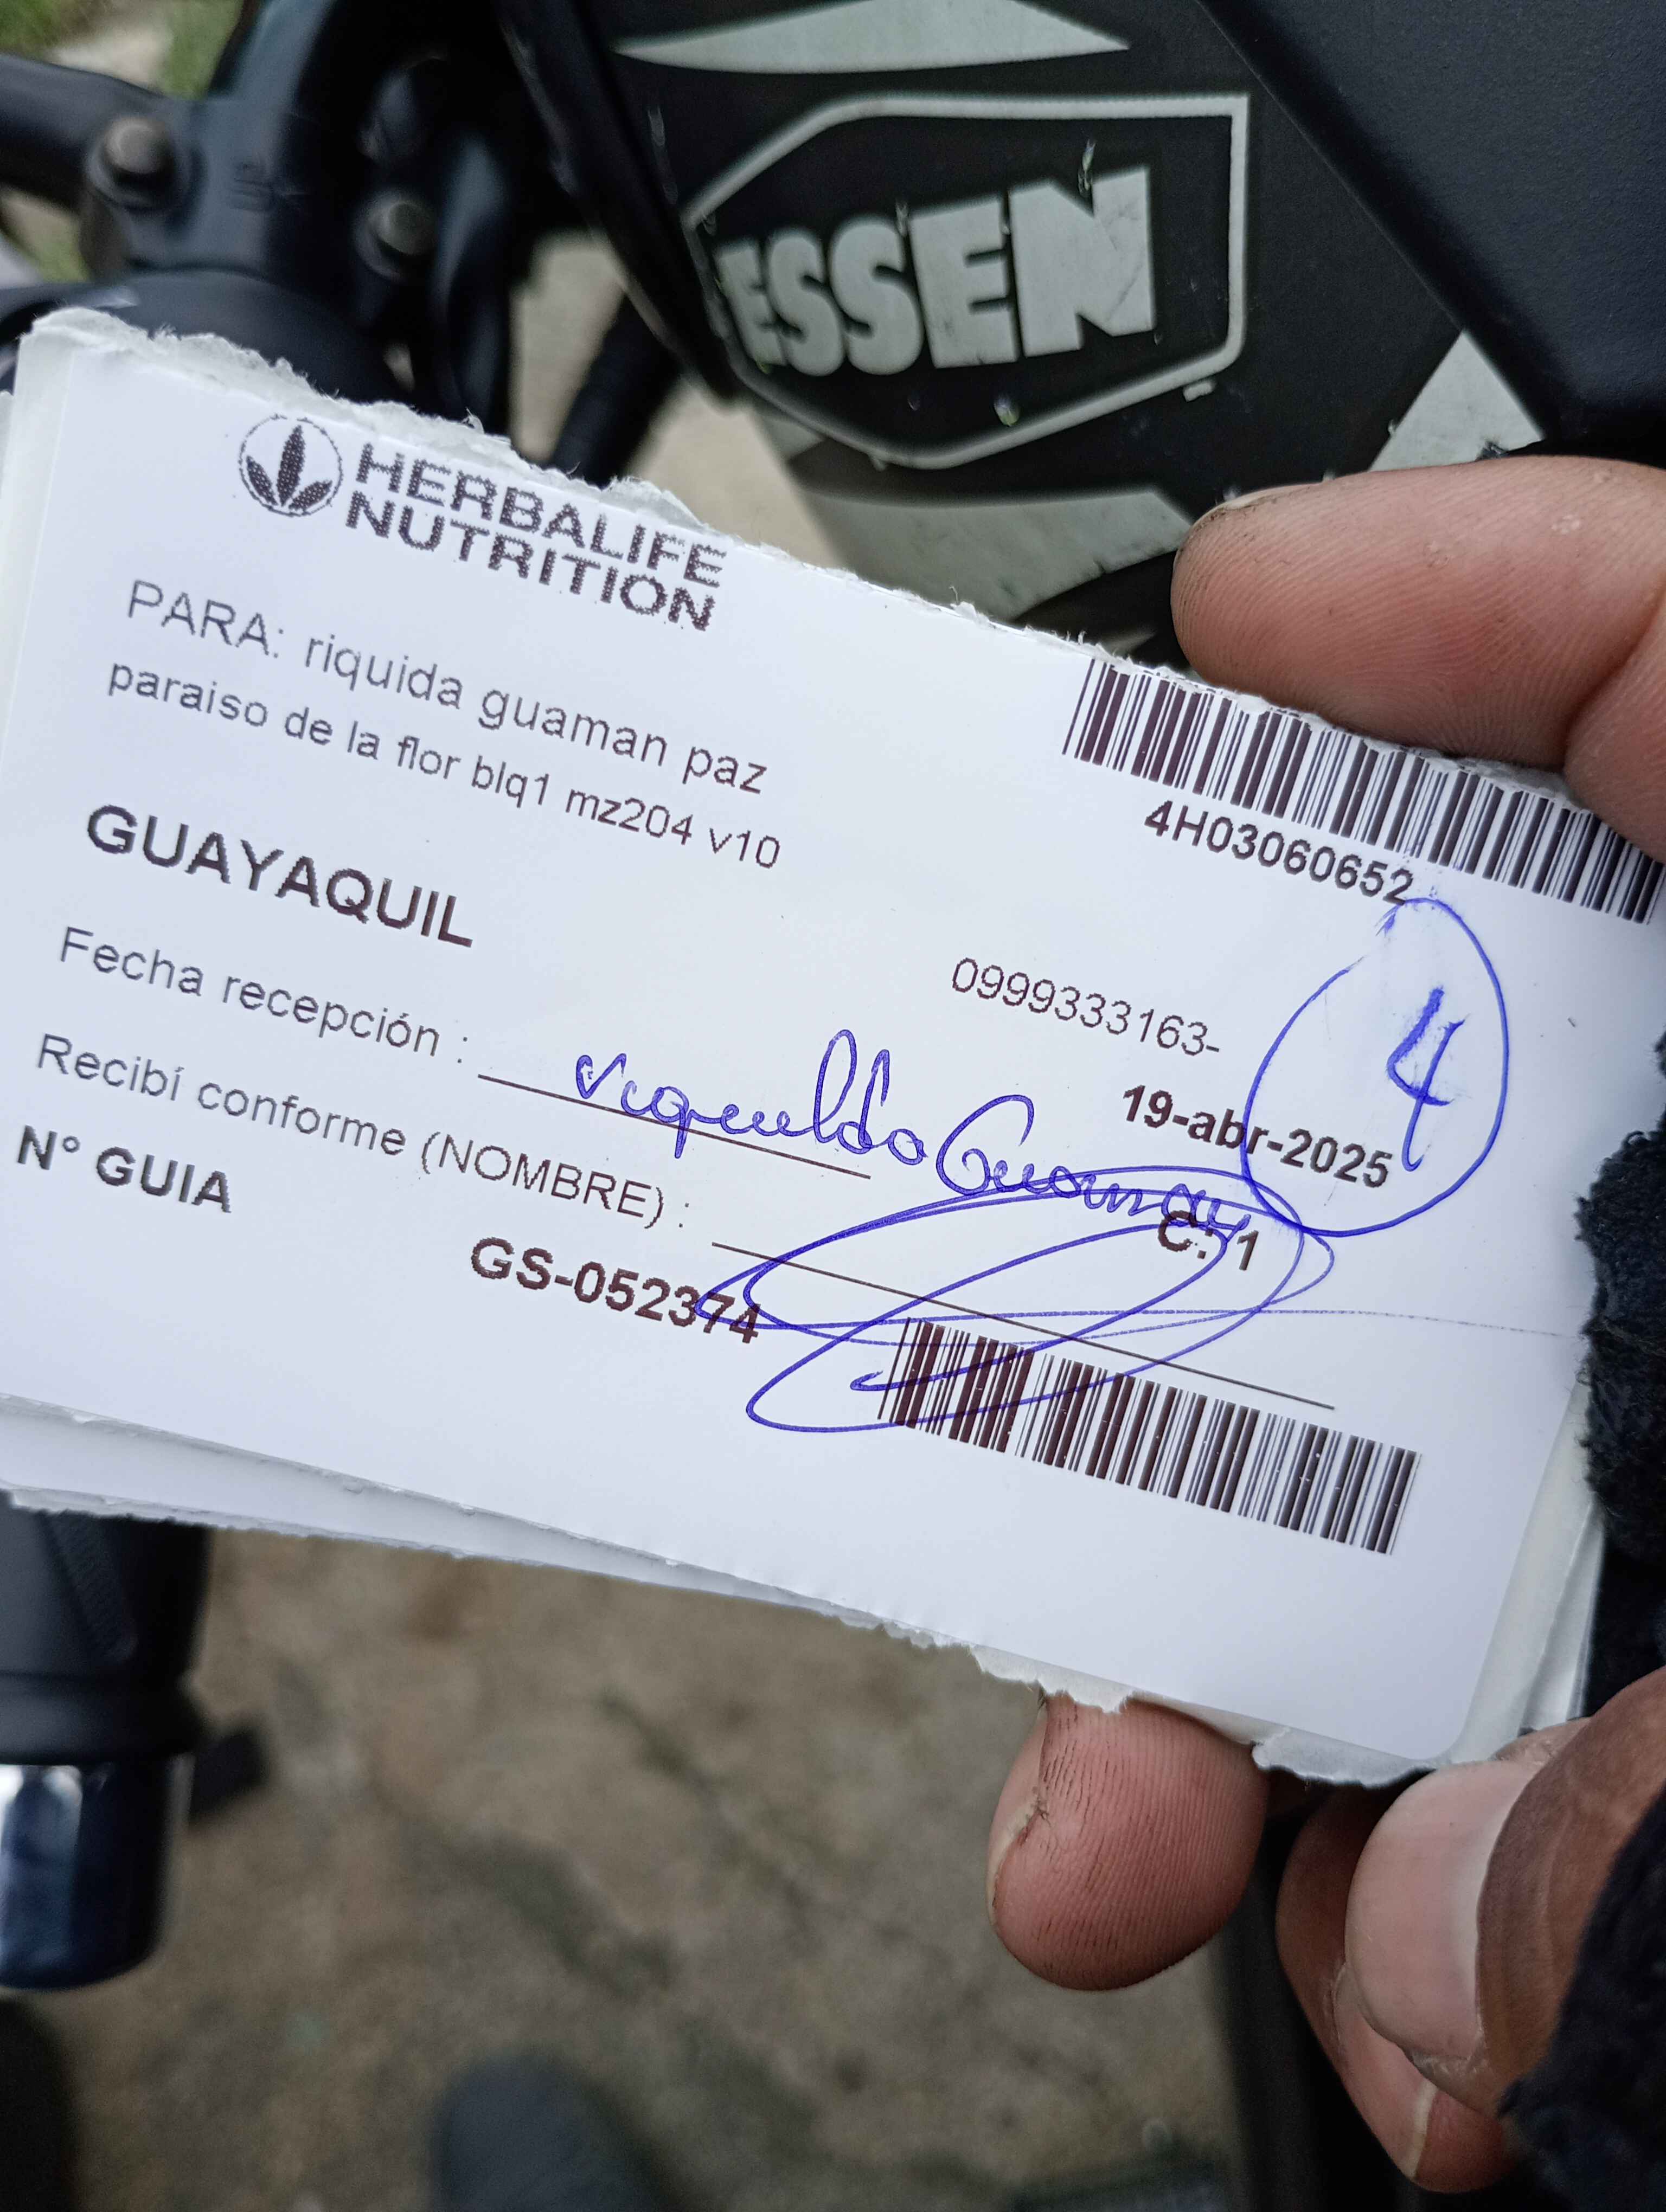 ESSEN
HERBALIFE
NUTRITION
PARA: riquida guaman paz
paraiso de la flor blq1 mz204 v10
4H03060652
GUAYAQUIL
0999333163-
4
Fecha recepción :
19-abr-2025
Recibí conforme (NOMBRE) :
Guaman
C: 1
N° GUIA
GS-052374